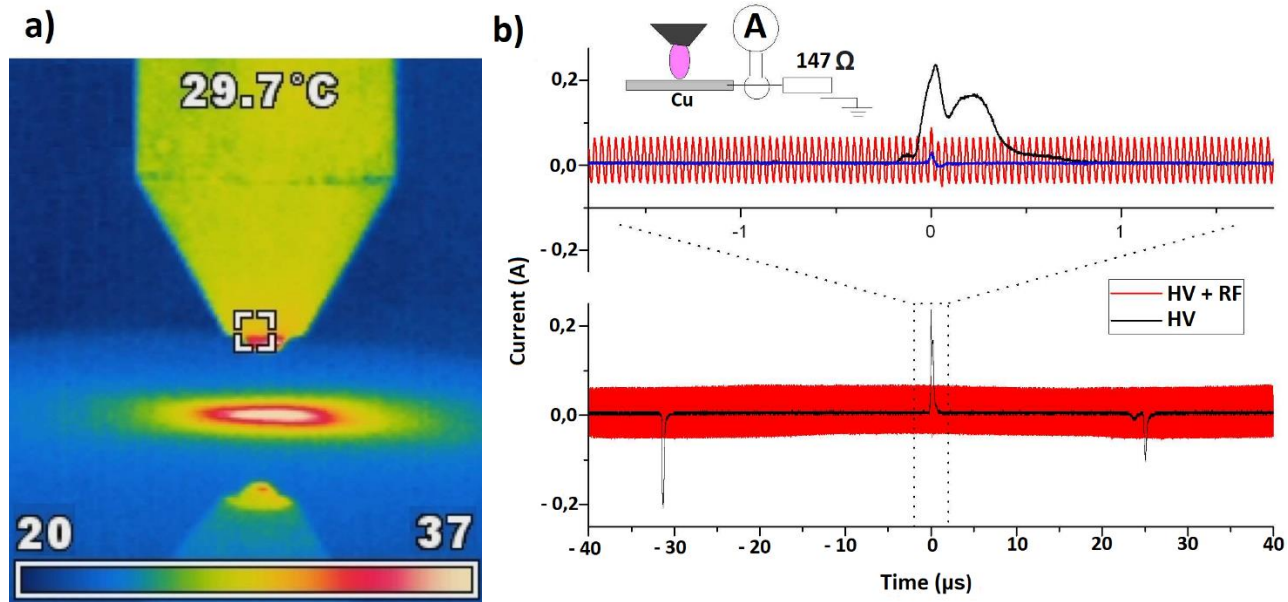 a)
29.7°C
20 37
b)
A
147 Ω
Cu
0,2
0,0
-1 0 1
- 0,2
HV + RF
HV
Current (A)
0,2
0,0
- 0,2
- 40 - 30 - 20 - 10 0 10 20 30 40
Time (µs)